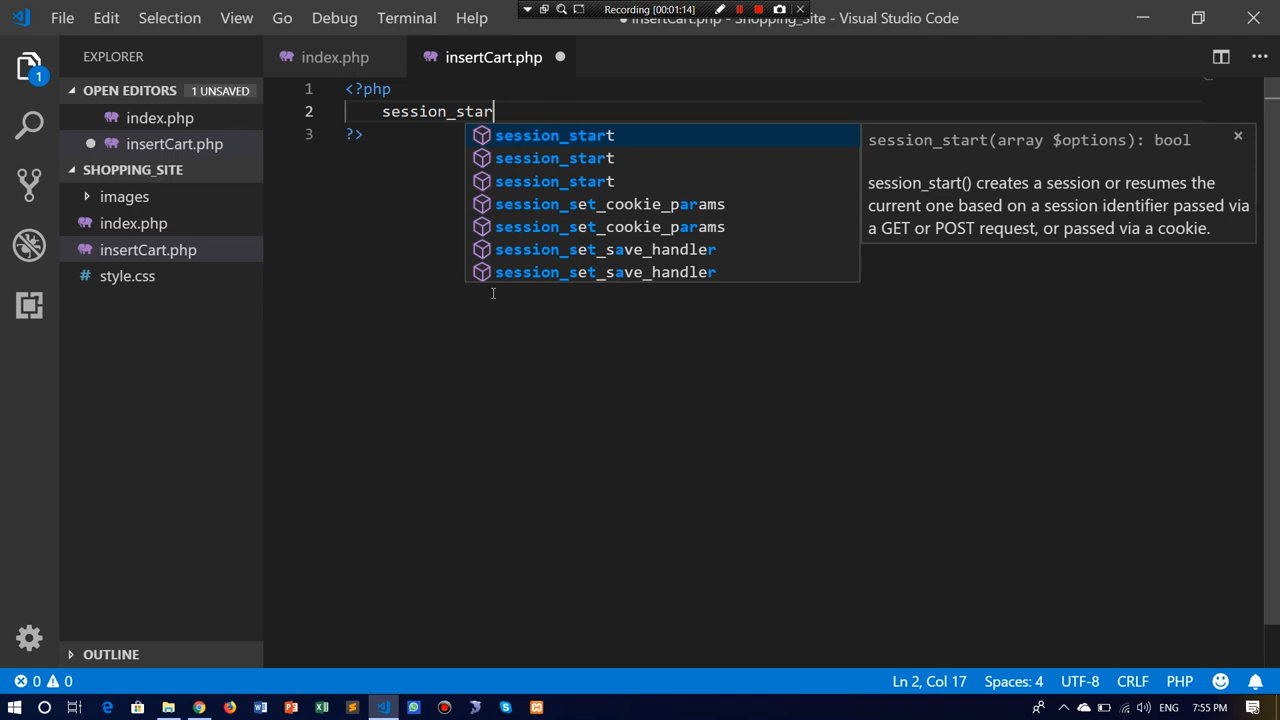 File Edit Selection View Go Debug Terminal Help
Recording [00:01:14]
● insertCart.php - Shopping_Site - Visual Studio Code
EXPLORER
index.php
insertCart.php
OPEN EDITORS 1 UNSAVED
index.php
insertCart.php
SHOPPING_SITE
images
index.php
insertCart.php
style.css
OUTLINE
1
1 <?php
2 session_star
3 ?>
session_start
session_start
session_start
session_set_cookie_params
session_set_cookie_params
session_set_save_handler
session_set_save_handler
session_start(array $options): bool
session_start() creates a session or resumes the
current one based on a session identifier passed via
a GET or POST request, or passed via a cookie.
0 0
Ln 2, Col 17 Spaces: 4 UTF-8 CRLF PHP
ENG 7:55 PM